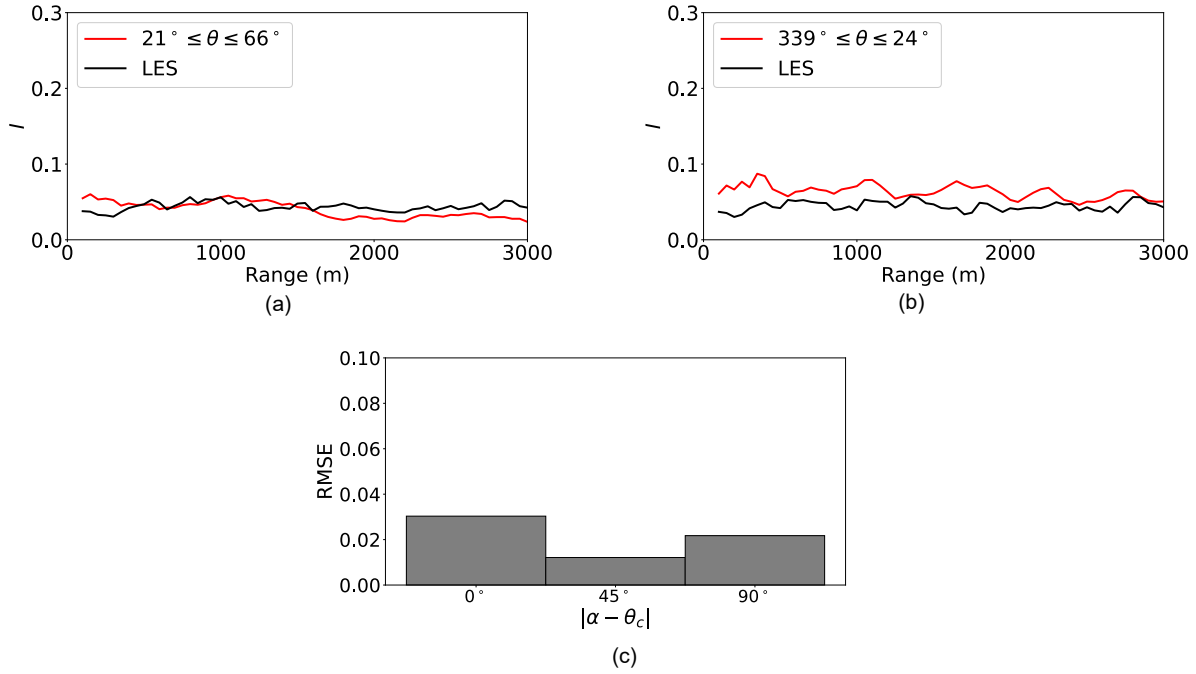 0.3
0.2
0.1
0.0
I
21° ≤ θ ≤ 66°
LES
0 1000 2000 3000
Range (m)
(a)
0.3
0.2
0.1
0.0
I
339° ≤ θ ≤ 24°
LES
0 1000 2000 3000
Range (m)
(b)
0.10
0.08
0.06
0.04
0.02
0.00
RMSE
0° 45° 90°
|α − θc|
(c)